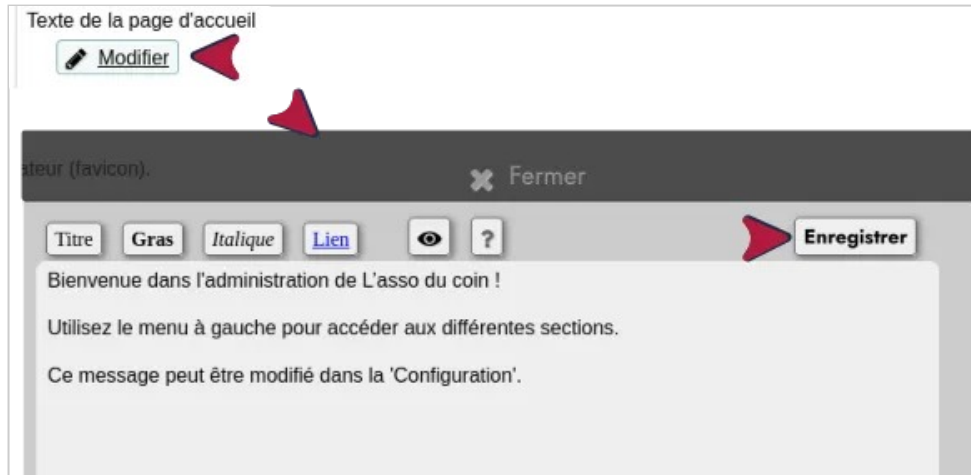 Texte de la page d'accueil
Modifier
ateur (favicon).
✖ Fermer
Titre Gras Italique Lien ? Enregistrer
Bienvenue dans l'administration de L'asso du coin !
Utilisez le menu à gauche pour accéder aux différentes sections.
Ce message peut être modifié dans la 'Configuration'.